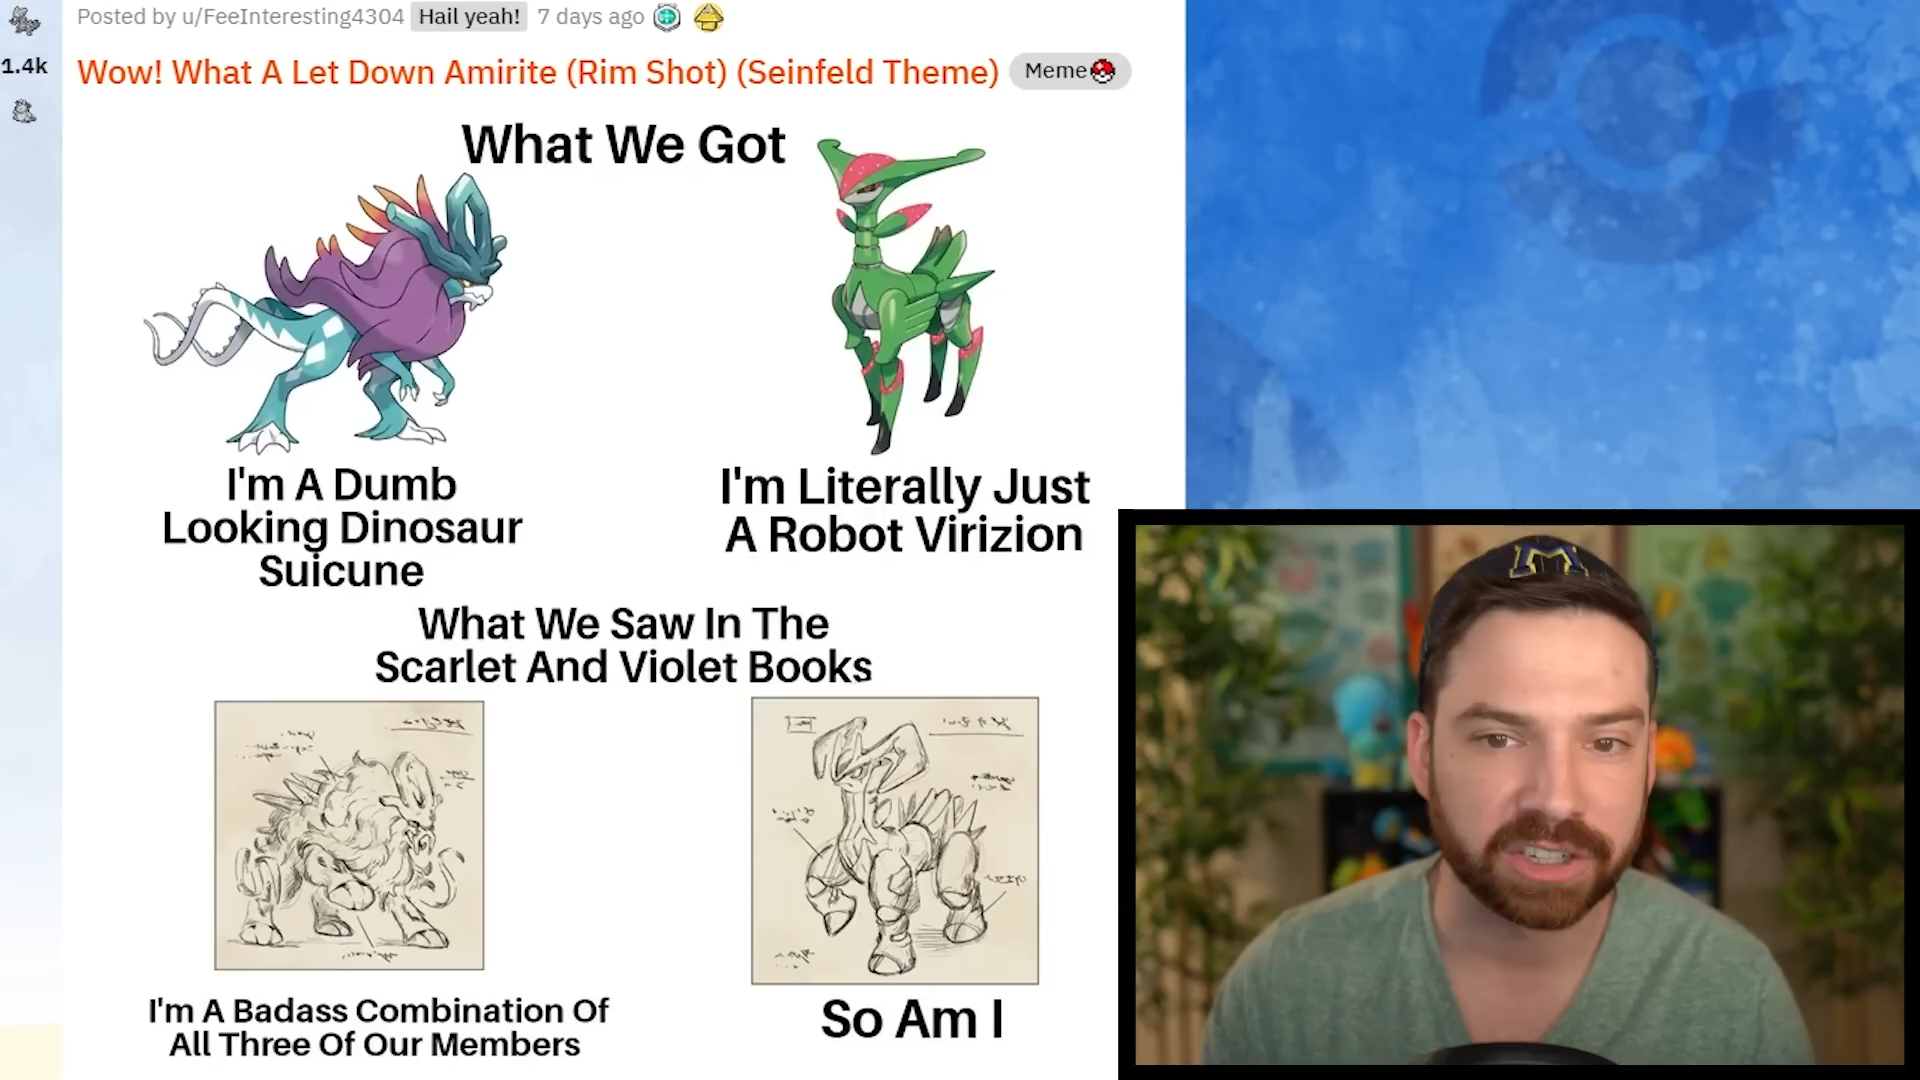 Posted by u/FeeInteresting4304 Hail yeah! 7 days ago
1.4k
Wow! What A Let Down Amirite (Rim Shot) (Seinfeld Theme) Meme
What We Got
I'm A Dumb
Looking Dinosaur
Suicune
I'm Literally Just
A Robot Virizion
What We Saw In The
Scarlet And Violet Books
I'm A Badass Combination Of
All Three Of Our Members
So Am I
M